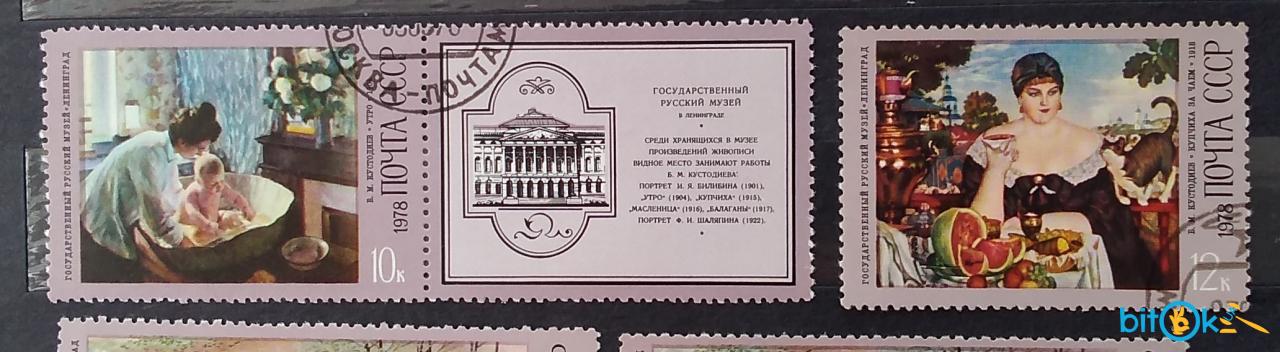 ГОСУДАРСТВЕННЫЙ РУССКИЙ МУЗЕЙ•ЛЕНИНГРАД
10к
Б. М. КУСТОДИЕВ • УТРО
1978 ПОЧТА СССР
МОСКВА – ПОЧТАМ
ГОСУДАРСТВЕННЫЙ
РУССКИЙ МУЗЕЙ
В ЛЕНИНГРАДЕ
СРЕДИ ХРАНЯЩИХСЯ В МУЗЕЕ
ПРОИЗВЕДЕНИЙ ЖИВОПИСИ
ВИДНОЕ МЕСТО ЗАНИМАЮТ РАБОТЫ
Б. М. КУСТОДИЕВА:
ПОРТРЕТ И. Я. БИЛИБИНА (1901),
„УТРО“ (1904), „КУПЧИХА“ (1915),
„МАСЛЕНИЦА“ (1916), „БАЛАГАНЫ“ (1917),
ПОРТРЕТ Ф. И. ШАЛЯПИНА (1922).
ГОСУДАРСТВЕННЫЙ РУССКИЙ МУЗЕЙ•ЛЕНИНГРАД
12к
Б. М. КУСТОДИЕВ • КУПЧИХА ЗА ЧАЕМ • 1918
1978 ПОЧТА СССР